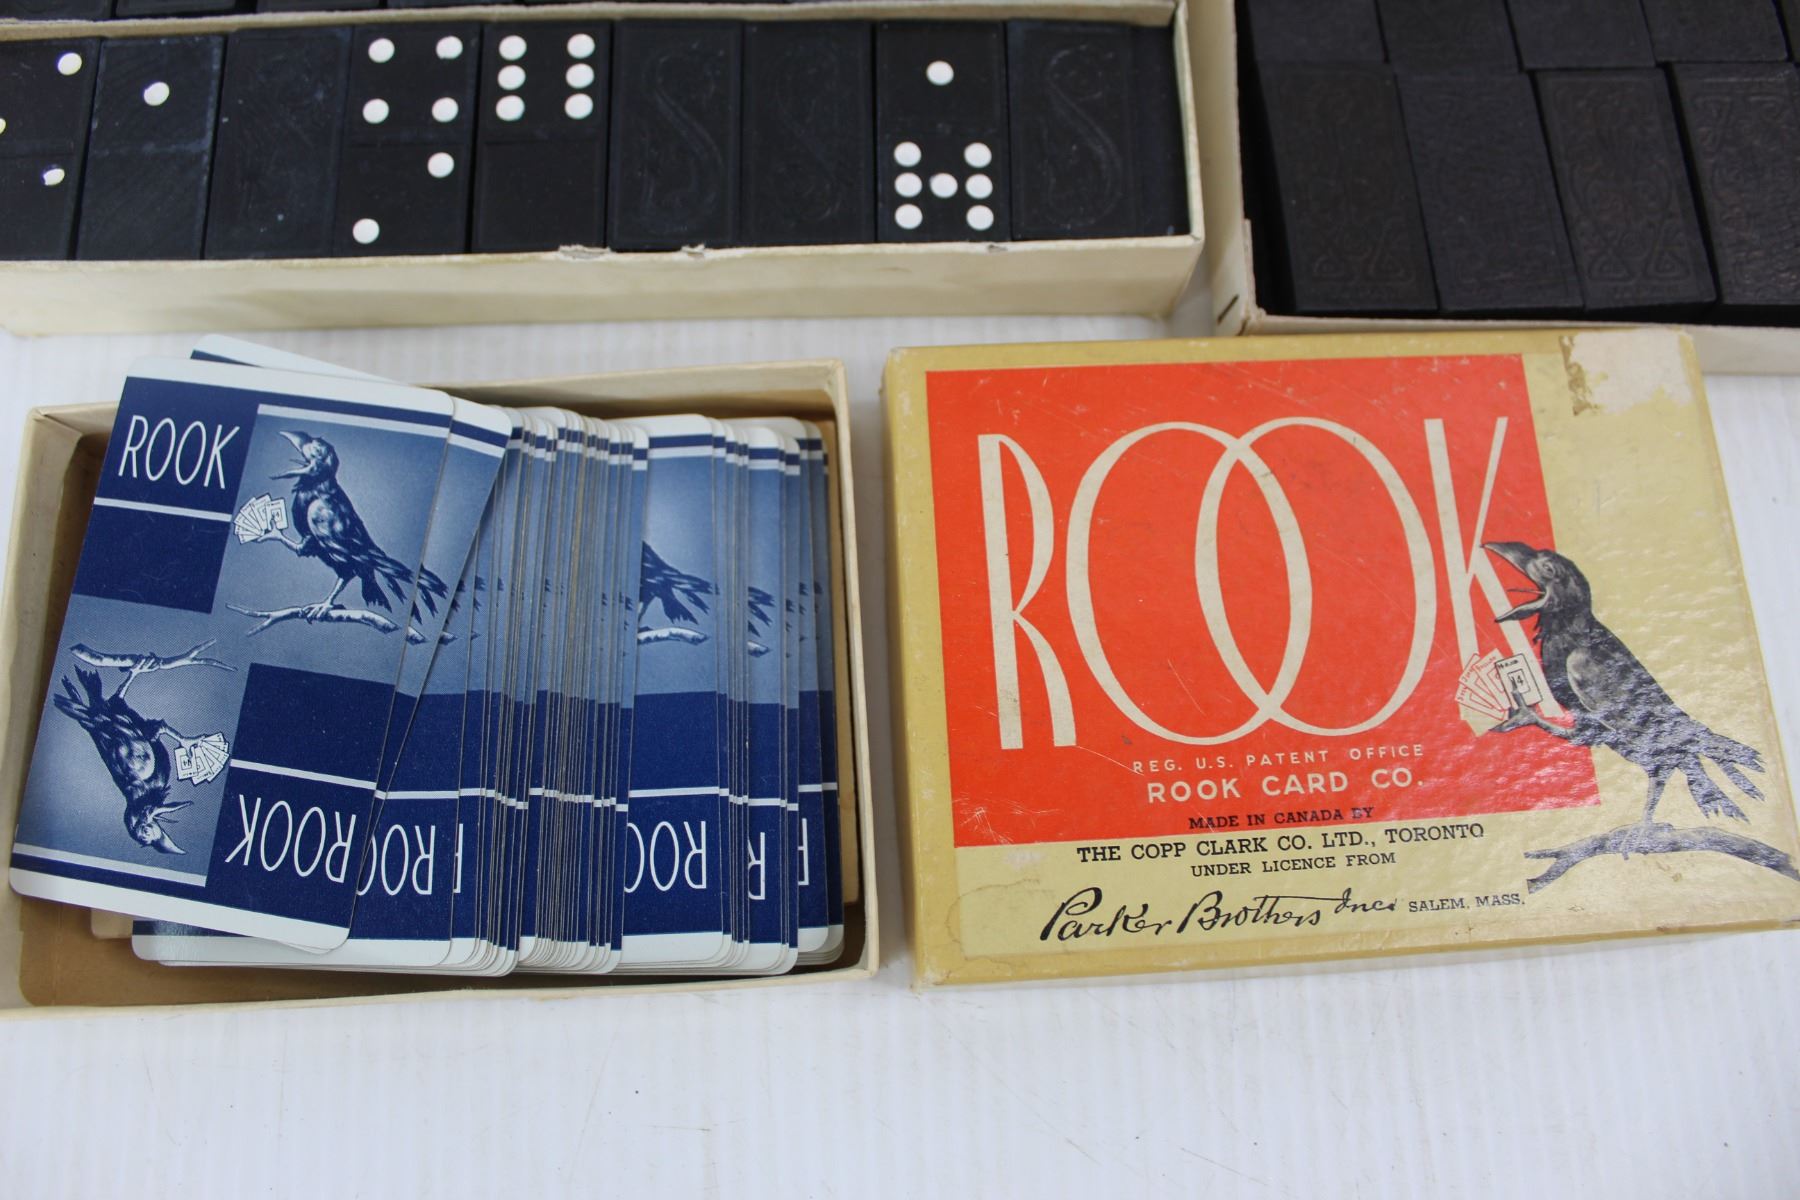 ROOK
ROOK
ROOK
ROOK
ROOK
REG. U.S. PATENT OFFICE
ROOK CARD CO.
MADE IN CANADA BY
THE COPP CLARK CO. LTD., TORONTO
UNDER LICENCE FROM
Parker Brothers Inc. SALEM, MASS.
14